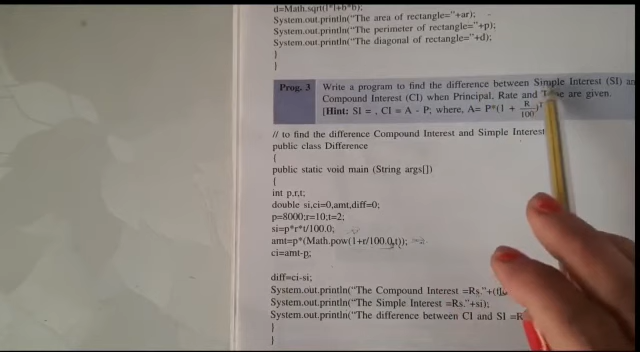 d=Math.sqrt(l*l+b*b);
System.out.println("The area of rectangle="+ar);
System.out.println("The perimeter of rectangle="+p);
System.out.println("The diagonal of rectangle="+d);
}
}
Prog. 3 Write a program to find the difference between Simple Interest (SI)
Compound Interest (CI) when Principal, Rate and are given.
[Hint: SI = , CI = A - P; where, A= P*(1 + R/100)T
// to find the difference Compound Interest and Simple Interest
public class Difference
{
public static void main (String args[])
{
int p,r,t;
double si,ci=0,amt,diff=0;
p=8000;r=10;t=2;
si=p*r*t/100.0;
amt=p*(Math.pow(1+r/100.0,t));
ci=amt-p;
diff=ci-si;
System.out.println("The Compound Interest =Rs."+(
System.out.println("The Simple Interest =Rs."+si);
System.out.println("The difference between CI and SI =R
}
}